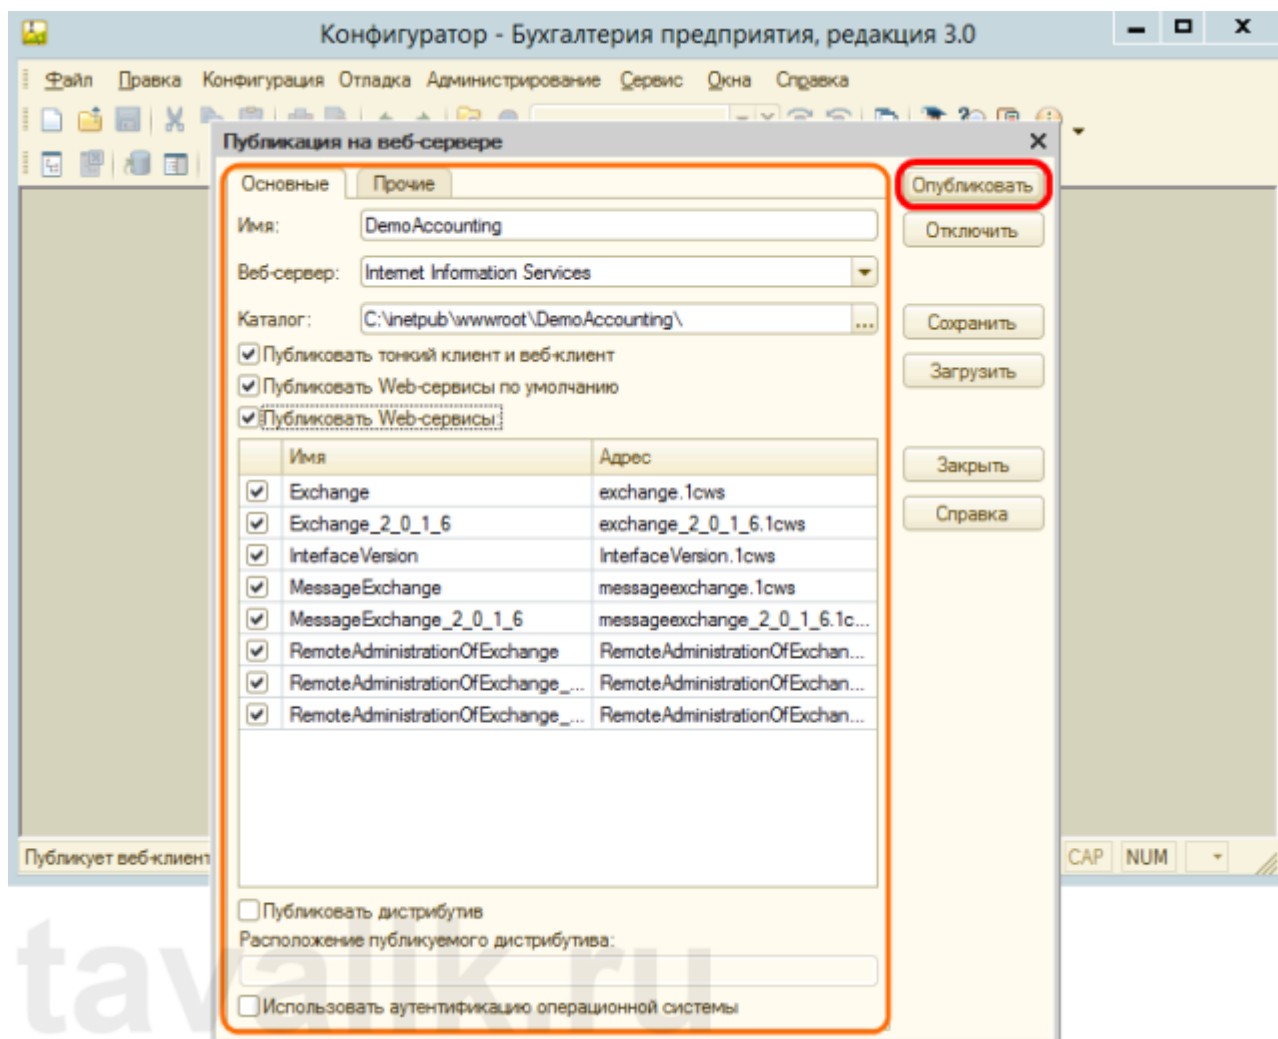 Конфигуратор - Бухгалтерия предприятия, редакция 3.0
Файл Правка Конфигурация Отладка Администрирование Сервис Окна Справка
Публикация на веб-сервере
Основные Прочие
Опубликовать
Имя: DemoAccounting
Отключить
Веб-сервер: Internet Information Services
Каталог: C:\inetpub\wwwroot\DemoAccounting\ ...
Сохранить
Публиковать тонкий клиент и веб-клиент
Загрузить
Публиковать Web-сервисы по умолчанию
Публиковать Web-сервисы:
Имя Адрес
Закрыть
Exchange exchange.1cws
Справка
Exchange_2_0_1_6 exchange_2_0_1_6.1cws
InterfaceVersion InterfaceVersion.1cws
MessageExchange messageexchange.1cws
MessageExchange_2_0_1_6 messageexchange_2_0_1_6.1c...
RemoteAdministrationOfExchange RemoteAdministrationOfExchan...
RemoteAdministrationOfExchange_... RemoteAdministrationOfExchan...
RemoteAdministrationOfExchange_... RemoteAdministrationOfExchan...
Публикует веб-клиент
CAP NUM
Публиковать дистрибутив
Расположение публикуемого дистрибутива:
Использовать аутентификацию операционной системы
tavalik.ru